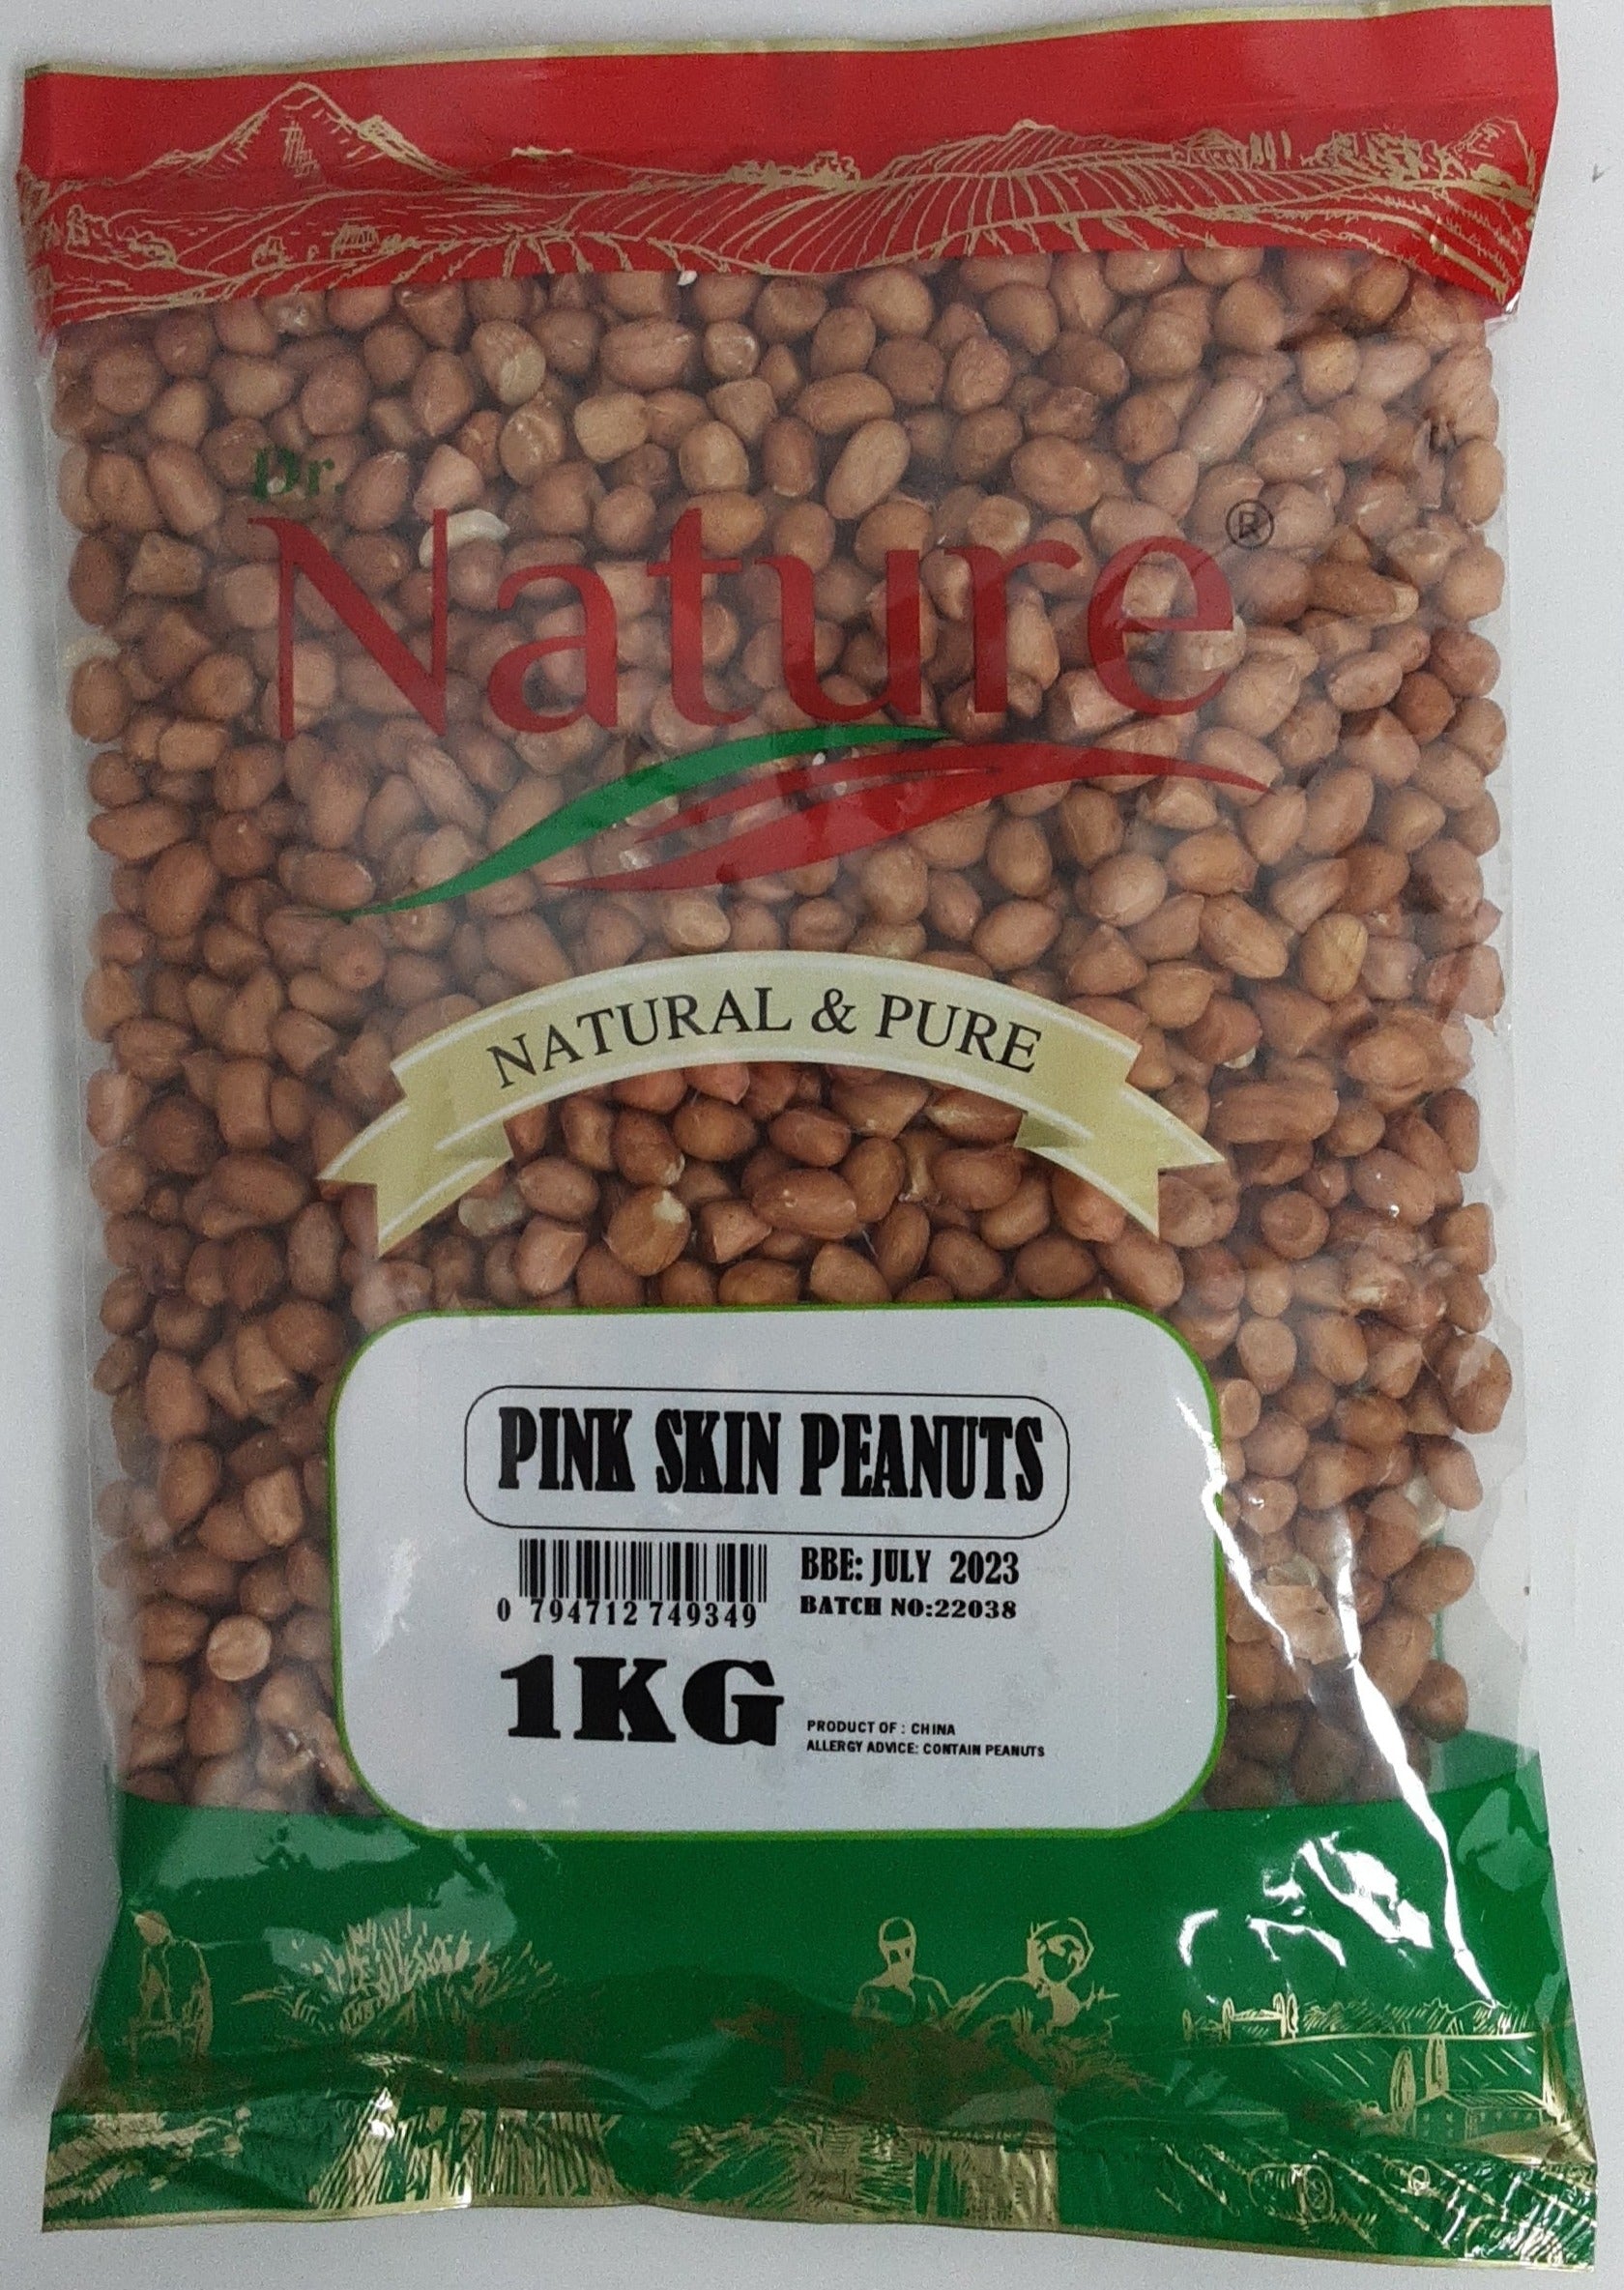 Dr.
Nature ®
NATURAL & PURE
PINK SKIN PEANUTS
0 794712 749349
BBE: JULY 2023
BATCH NO:22038
1KG
PRODUCT OF : CHINA
ALLERGY ADVICE: CONTAIN PEANUTS